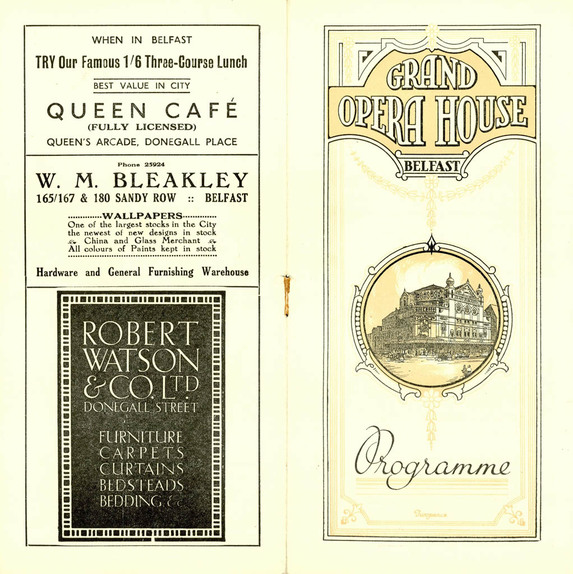 WHEN IN BELFAST
TRY Our Famous 1/6 Three-Course Lunch
BEST VALUE IN CITY
QUEEN CAFÉ
(FULLY LICENSED)
QUEEN'S ARCADE, DONEGALL PLACE
Phone 25924
W. M. BLEAKLEY
165/167 & 180 SANDY ROW :: BELFAST
WALLPAPERS
One of the largest stocks in the City
the newest of new designs in stock
China and Glass Merchant
All colours of Paints kept in stock
Hardware and General Furnishing Warehouse
ROBERT
WATSON
& CO. LTD
DONEGALL STREET
FURNITURE
CARPETS
CURTAINS
BEDSTEADS
BEDDING &c
GRAND
OPERA HOUSE
BELFAST
Programme